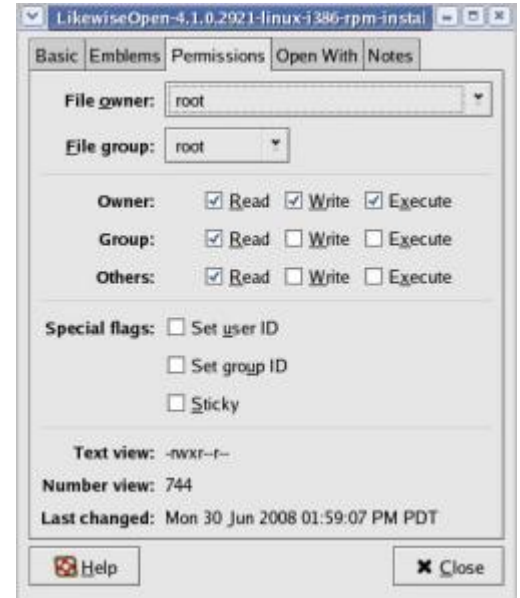 LikewiseOpen-4.1.0.2921-linux-i386-rpm-instal
Basic Emblems Permissions Open With Notes
File owner: root
File group: root
Owner: Read Write Execute
Group: Read Write Execute
Others: Read Write Execute
Special flags: Set user ID
Set group ID
Sticky
Text view: -rwxr--r--
Number view: 744
Last changed: Mon 30 Jun 2008 01:59:07 PM PDT
Help Close